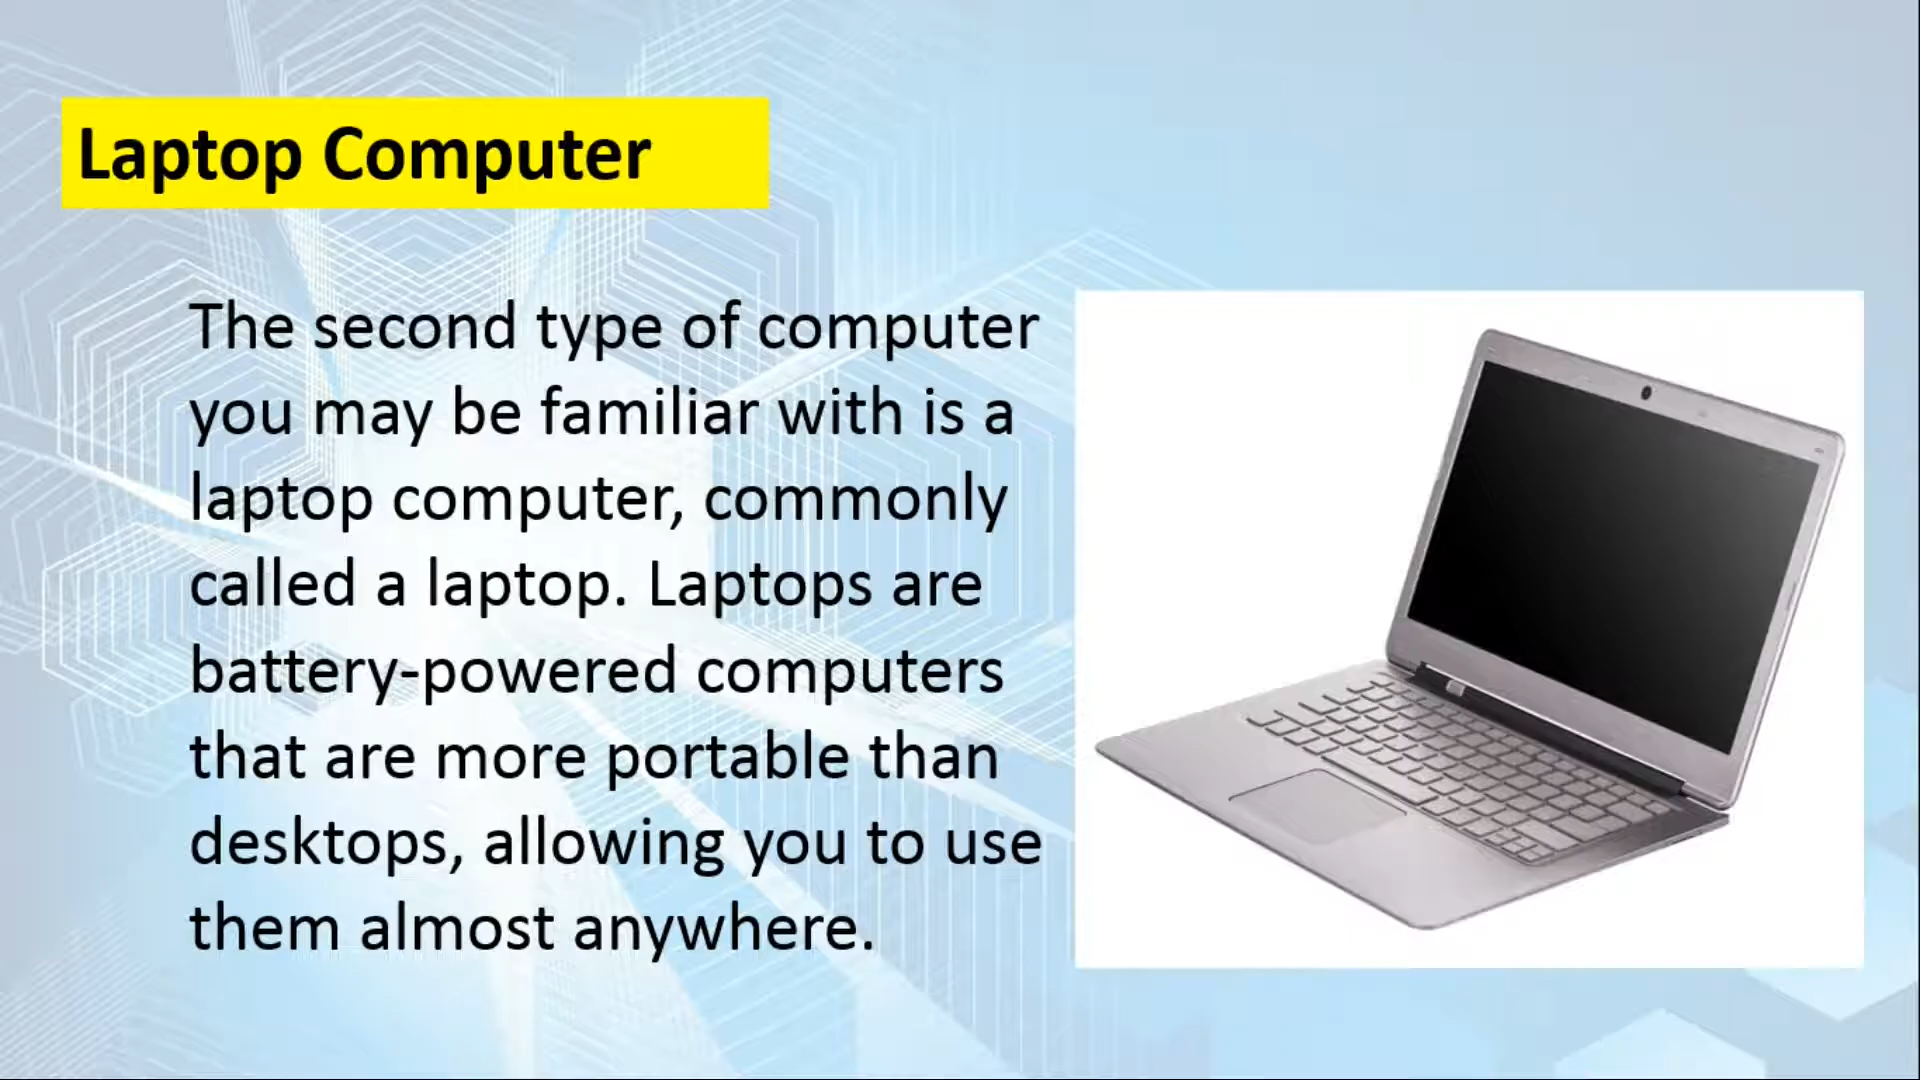 Laptop Computer
The second type of computer
you may be familiar with is a
laptop computer, commonly
called a laptop. Laptops are
battery-powered computers
that are more portable than
desktops, allowing you to use
them almost anywhere.